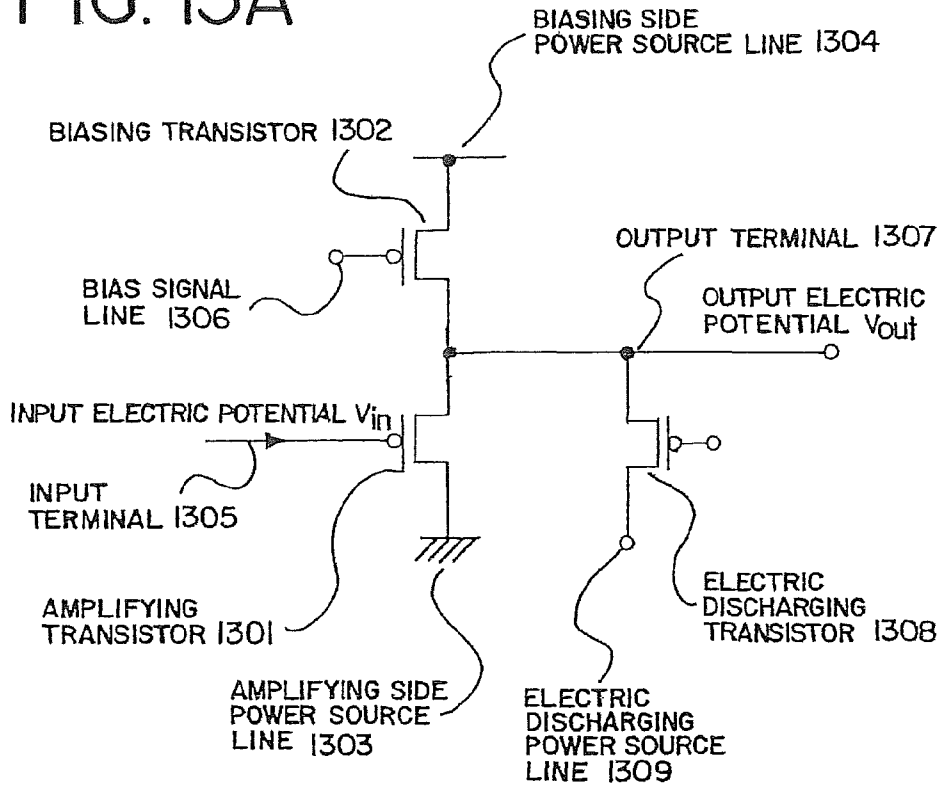 FIG. 13A
BIASING SIDE
POWER SOURCE LINE 1304
BIASING TRANSISTOR 1302
OUTPUT TERMINAL 1307
BIAS SIGNAL
LINE 1306
OUTPUT ELECTRIC
POTENTIAL Vout
INPUT ELECTRIC POTENTIAL Vin
INPUT
TERMINAL 1305
AMPLIFYING
TRANSISTOR 1301
ELECTRIC
DISCHARGING
TRANSISTOR 1308
AMPLIFYING SIDE
POWER SOURCE
LINE 1303
ELECTRIC
DISCHARGING
POWER SOURCE
LINE 1309